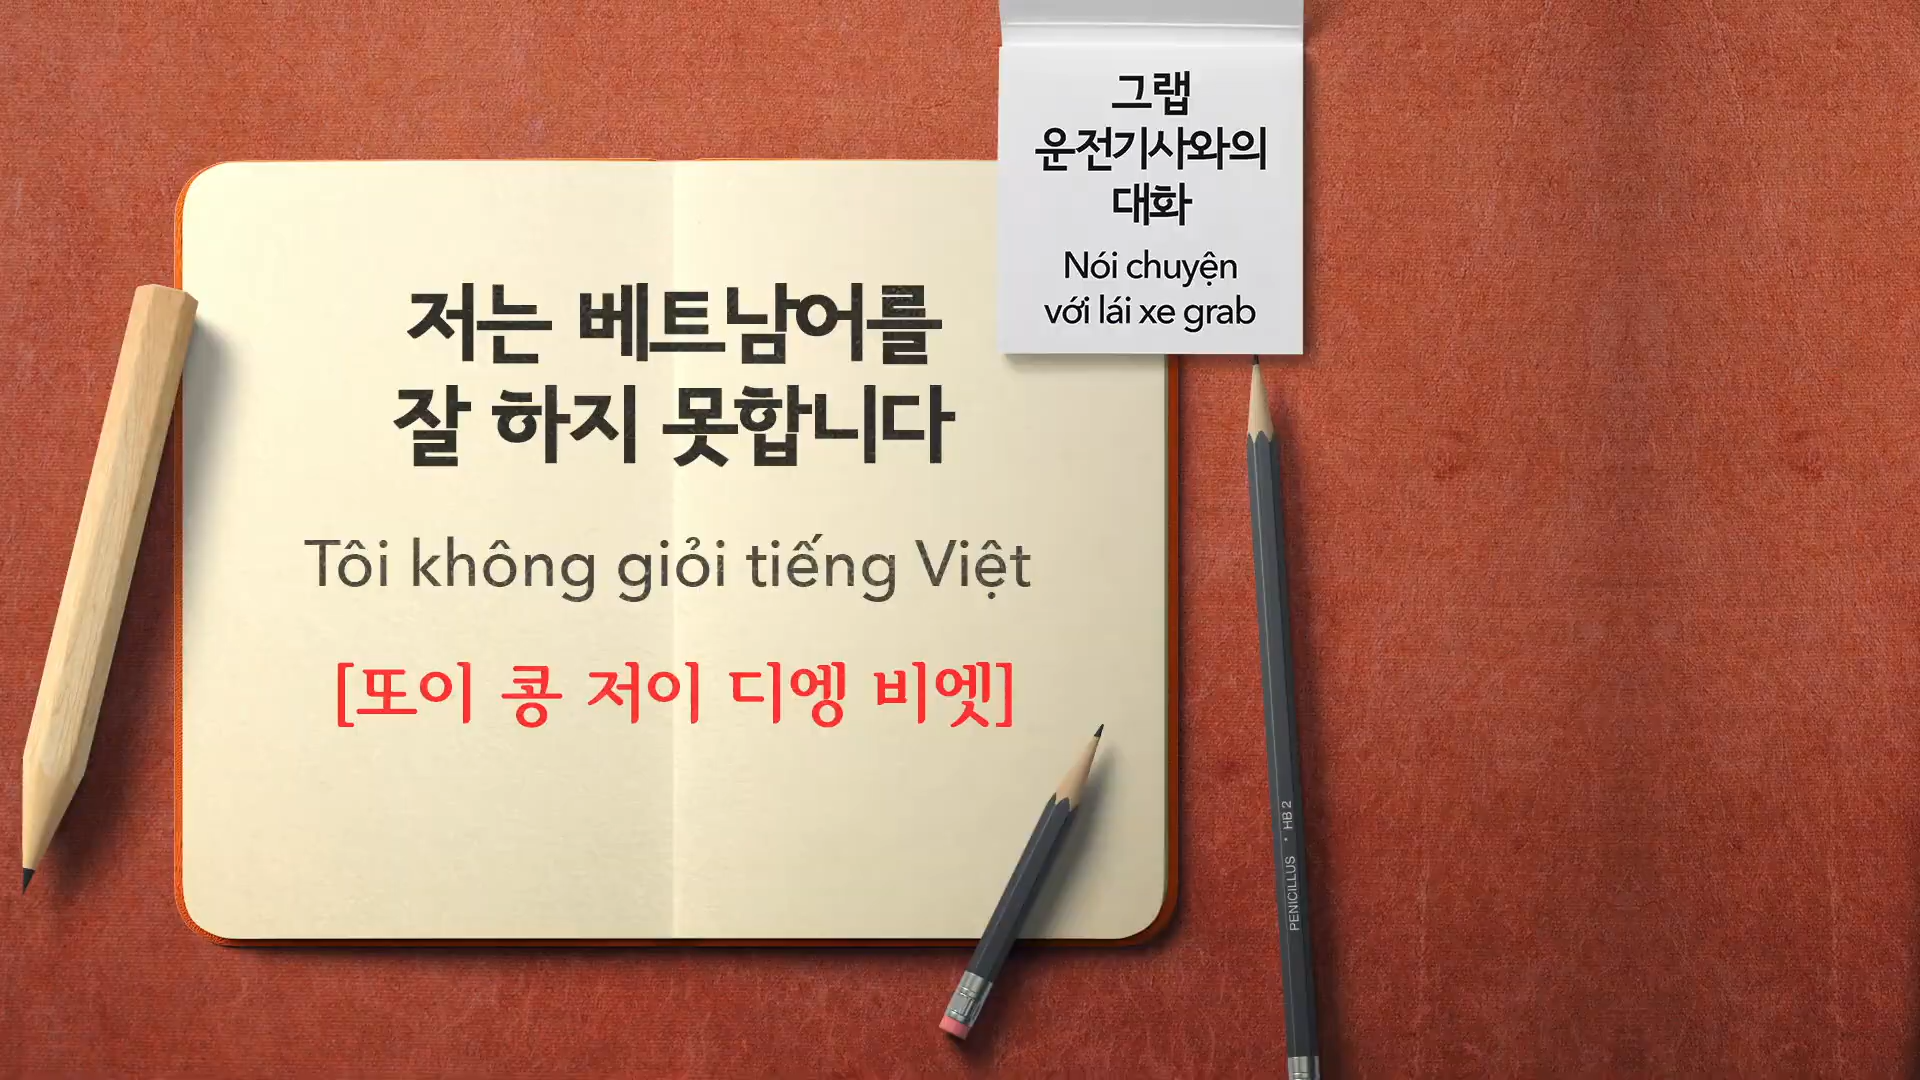 그랩
운전기사와의
대화
Nói chuyện
với lái xe grab
저는 베트남어를
잘 하지 못합니다
Tôi không giỏi tiếng Việt
[또이 콩 저이 디엥 비엣]
PENICILLUS · HB 2